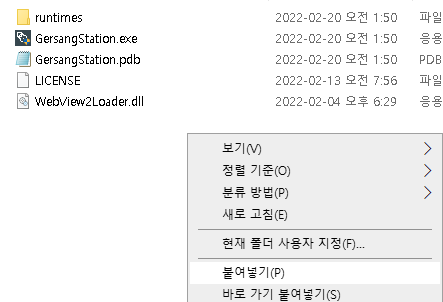 runtimes 2022-02-20 오전 1:50 파일
GersangStation.exe 2022-02-20 오전 1:50 응용
GersangStation.pdb 2022-02-20 오전 1:50 PDB
LICENSE 2022-02-13 오전 7:56 파일
WebView2Loader.dll 2022-02-04 오후 6:29 응용
보기(V)
정렬 기준(O)
분류 방법(P)
새로 고침(E)
현재 폴더 사용자 지정(F)...
붙여넣기(P)
바로 가기 붙여넣기(S)